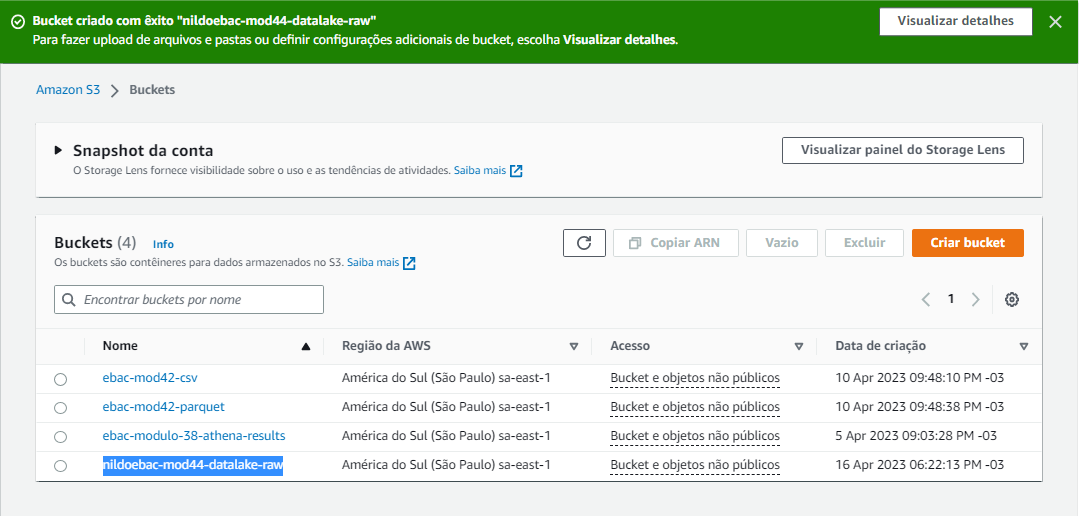 Bucket criado com êxito "nildoebac-mod44-datalake-raw"
Para fazer upload de arquivos e pastas ou definir configurações adicionais de bucket, escolha Visualizar detalhes.
Visualizar detalhes
Amazon S3 > Buckets
Snapshot da conta
O Storage Lens fornece visibilidade sobre o uso e as tendências de atividades. Saiba mais
Visualizar painel do Storage Lens
Buckets (4) Info
Os buckets são contêineres para dados armazenados no S3. Saiba mais
Copiar ARN Vazio Excluir Criar bucket
Encontrar buckets por nome
1
Nome Região da AWS Acesso Data de criação
ebac-mod42-csv América do Sul (São Paulo) sa-east-1 Bucket e objetos não públicos 10 Apr 2023 09:48:10 PM -03
ebac-mod42-parquet América do Sul (São Paulo) sa-east-1 Bucket e objetos não públicos 10 Apr 2023 09:48:38 PM -03
ebac-modulo-38-athena-results América do Sul (São Paulo) sa-east-1 Bucket e objetos não públicos 5 Apr 2023 09:03:28 PM -03
nildoebac-mod44-datalake-raw América do Sul (São Paulo) sa-east-1 Bucket e objetos não públicos 16 Apr 2023 06:22:13 PM -03